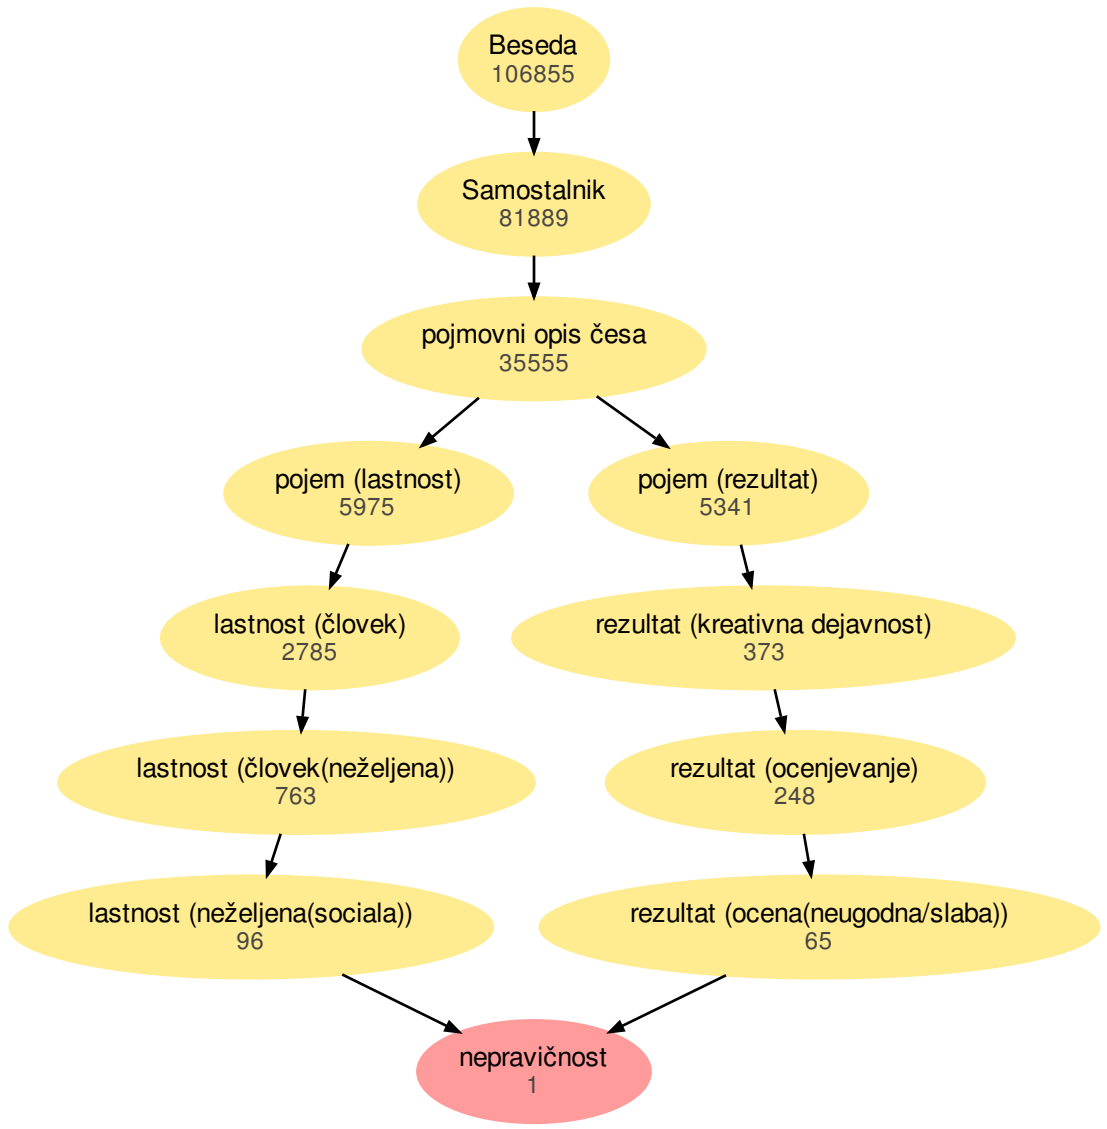 Beseda
106855
Samostalnik
81889
pojmovni opis česa
35555
pojem (lastnost)
5975
pojem (rezultat)
5341
lastnost (človek)
2785
rezultat (kreativna dejavnost)
373
lastnost (človek(neželjena))
763
rezultat (ocenjevanje)
248
lastnost (neželjena(sociala))
96
rezultat (ocena(neugodna/slaba))
65
nepravičnost
1